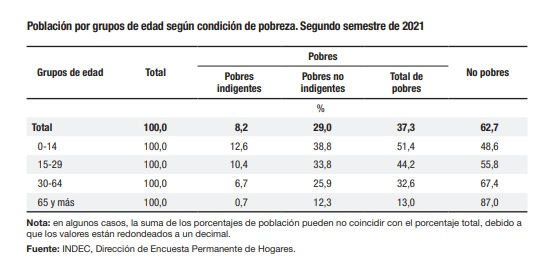 Población por grupos de edad según condición de pobreza. Segundo semestre de 2021
Grupos de edad Total Pobres No pobres
Pobres indigentes Pobres no indigentes Total de pobres
%
Total 100,0 8,2 29,0 37,3 62,7
0-14 100,0 12,6 38,8 51,4 48,6
15-29 100,0 10,4 33,8 44,2 55,8
30-64 100,0 6,7 25,9 32,6 67,4
65 y más 100,0 0,7 12,3 13,0 87,0
Nota: en algunos casos, la suma de los porcentajes de población pueden no coincidir con el porcentaje total, debido a
que los valores están redondeados a un decimal.
Fuente: INDEC, Dirección de Encuesta Permanente de Hogares.